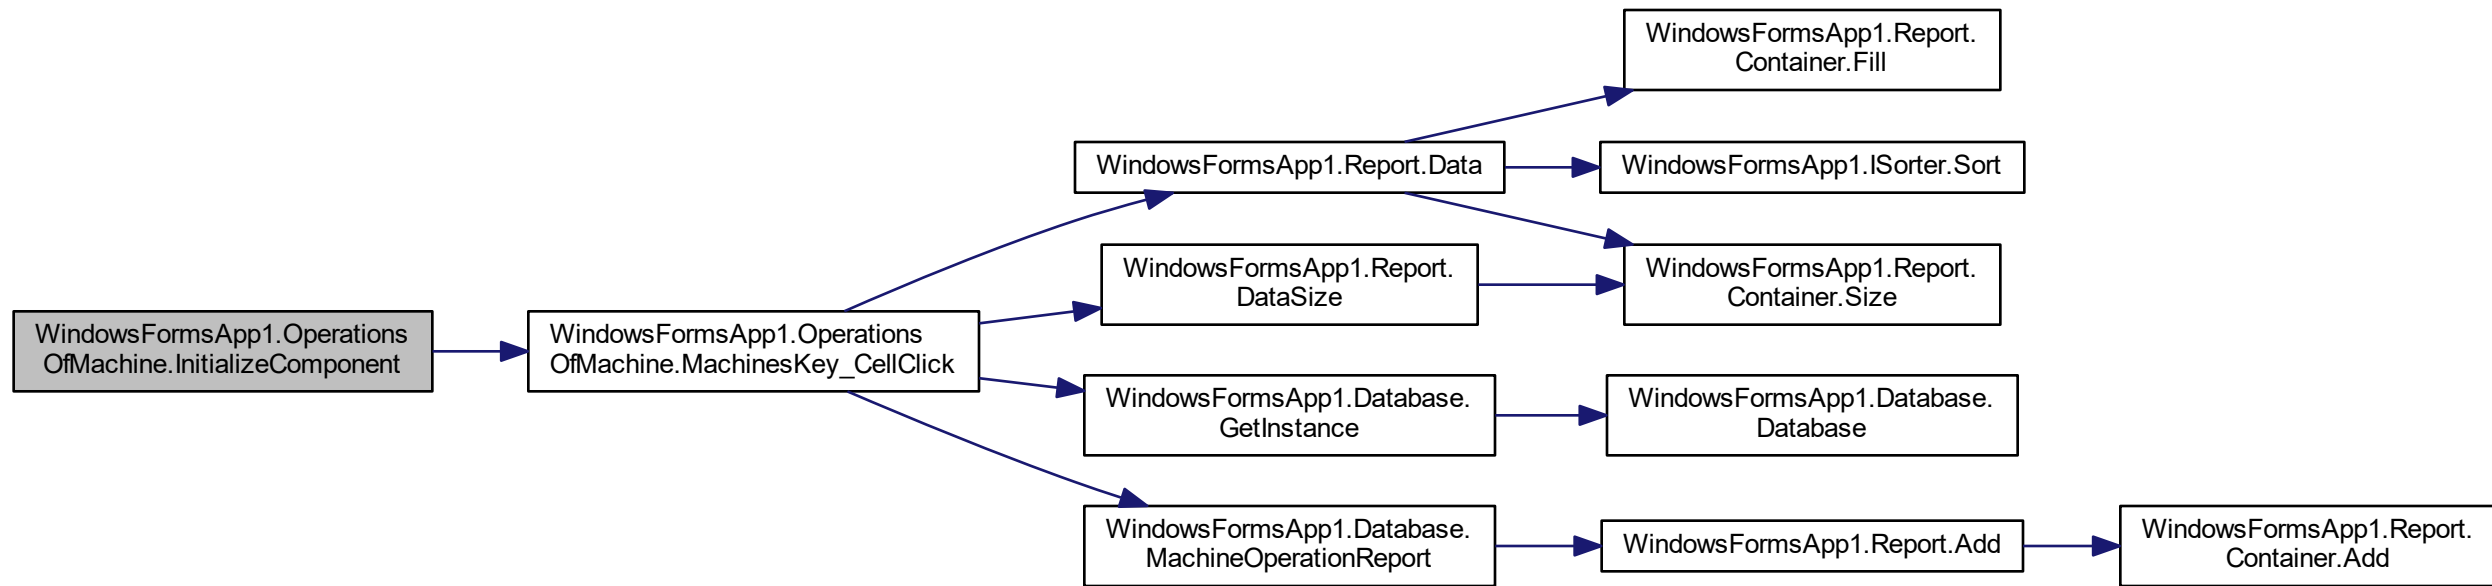 WindowsFormsApp1.Operations
OfMachine.InitializeComponent
WindowsFormsApp1.Operations
OfMachine.MachinesKey_CellClick
WindowsFormsApp1.Report.Data
WindowsFormsApp1.Report.
Container.Fill
WindowsFormsApp1.ISorter.Sort
WindowsFormsApp1.Report.
Container.Size
WindowsFormsApp1.Report.
DataSize
WindowsFormsApp1.Database.
GetInstance
WindowsFormsApp1.Database.
Database
WindowsFormsApp1.Database.
MachineOperationReport
WindowsFormsApp1.Report.Add
WindowsFormsApp1.Report.
Container.Add